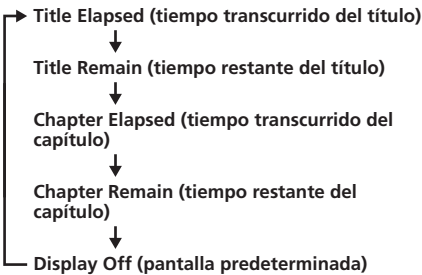 Title Elapsed (tiempo transcurrido del título)
Title Remain (tiempo restante del título)
Chapter Elapsed (tiempo transcurrido del
capítulo)
Chapter Remain (tiempo restante del
capítulo)
Display Off (pantalla predeterminada)